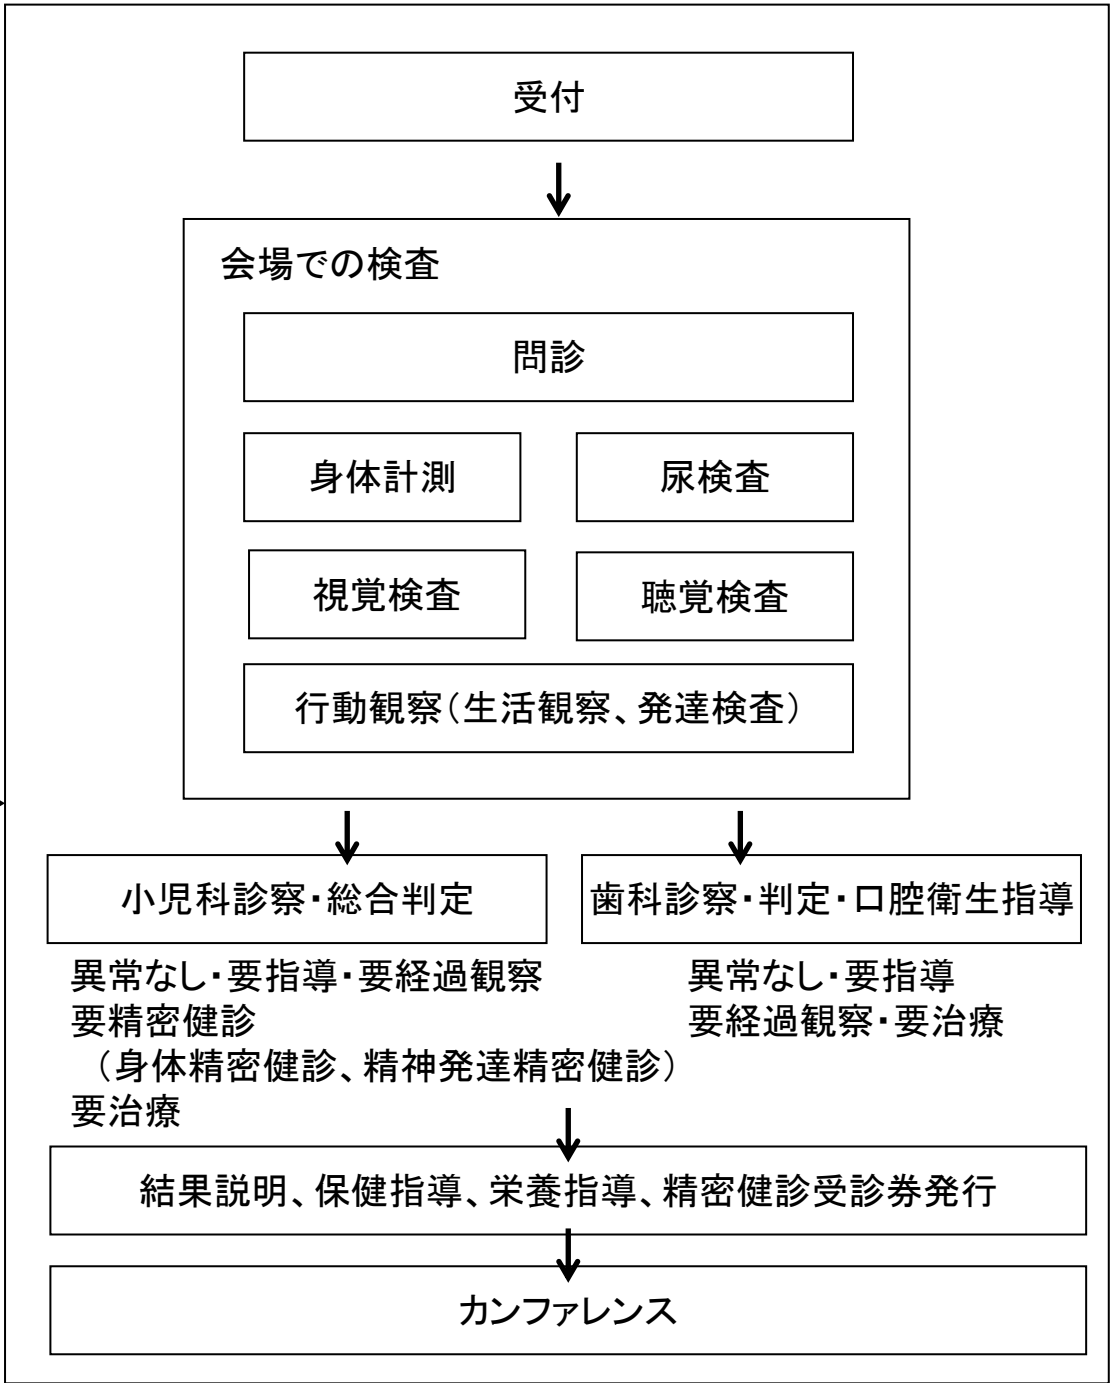 受付
会場での検査
問診
身体計測
尿検査
視覚検査
聴覚検査
行動観察(生活観察、発達検査)
小児科診察・総合判定
異常なし・要指導・要経過観察
要精密健診
(身体精密健診、精神発達精密健診)
要治療
歯科診察・判定・口腔衛生指導
異常なし・要指導
要経過観察・要治療
結果説明、保健指導、栄養指導、精密健診受診券発行
カンファレンス